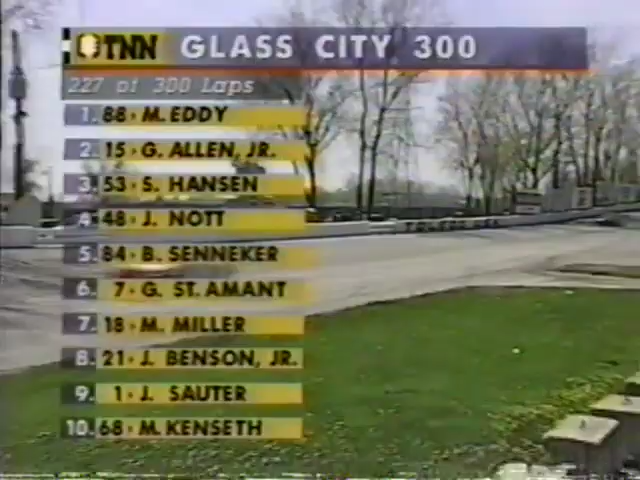 TNN GLASS CITY 300
227 of 300 Laps
1. 88 · M. EDDY
2. 15 · G. ALLEN, JR.
3. 53 · S. HANSEN
4. 48 · J. NOTT
5. 84 · B. SENNEKER
6. 7 · G. ST. AMANT
7. 18 · M. MILLER
8. 21 · J. BENSON, JR.
9. 1 · J. SAUTER
10. 68 · M. KENSETH